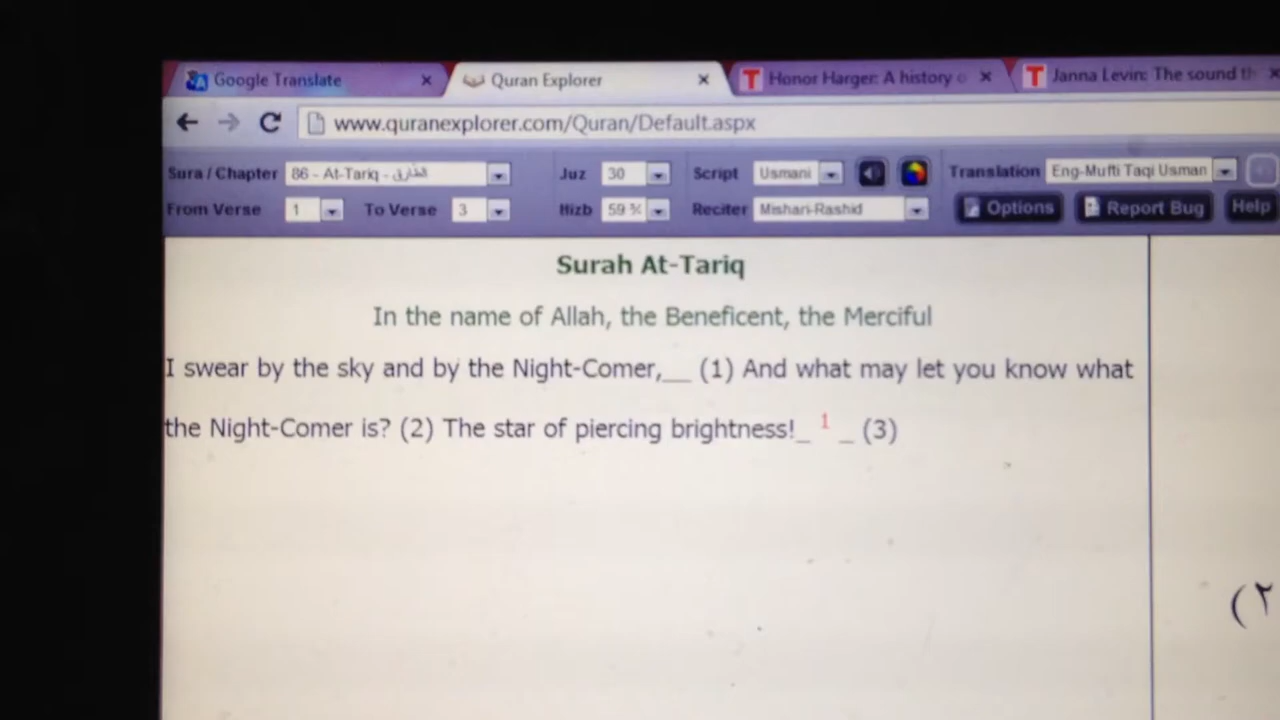 Google Translate
Quran Explorer
Honor Harger: A history o
Janna Levin: The sound th
www.quranexplorer.com/Quran/Default.aspx
Sura / Chapter 86 - At-Tariq - الطارق Juz 30 Script Usmani Translation Eng-Mufti Taqi Usman
From Verse 1 To Verse 3 Hizb 59 ¾ Reciter Mishari-Rashid Options Report Bug Help
Surah At-Tariq
In the name of Allah, the Beneficent, the Merciful
I swear by the sky and by the Night-Comer,__ (1) And what may let you know what
the Night-Comer is? (2) The star of piercing brightness!_ 1 _ (3)
(٢